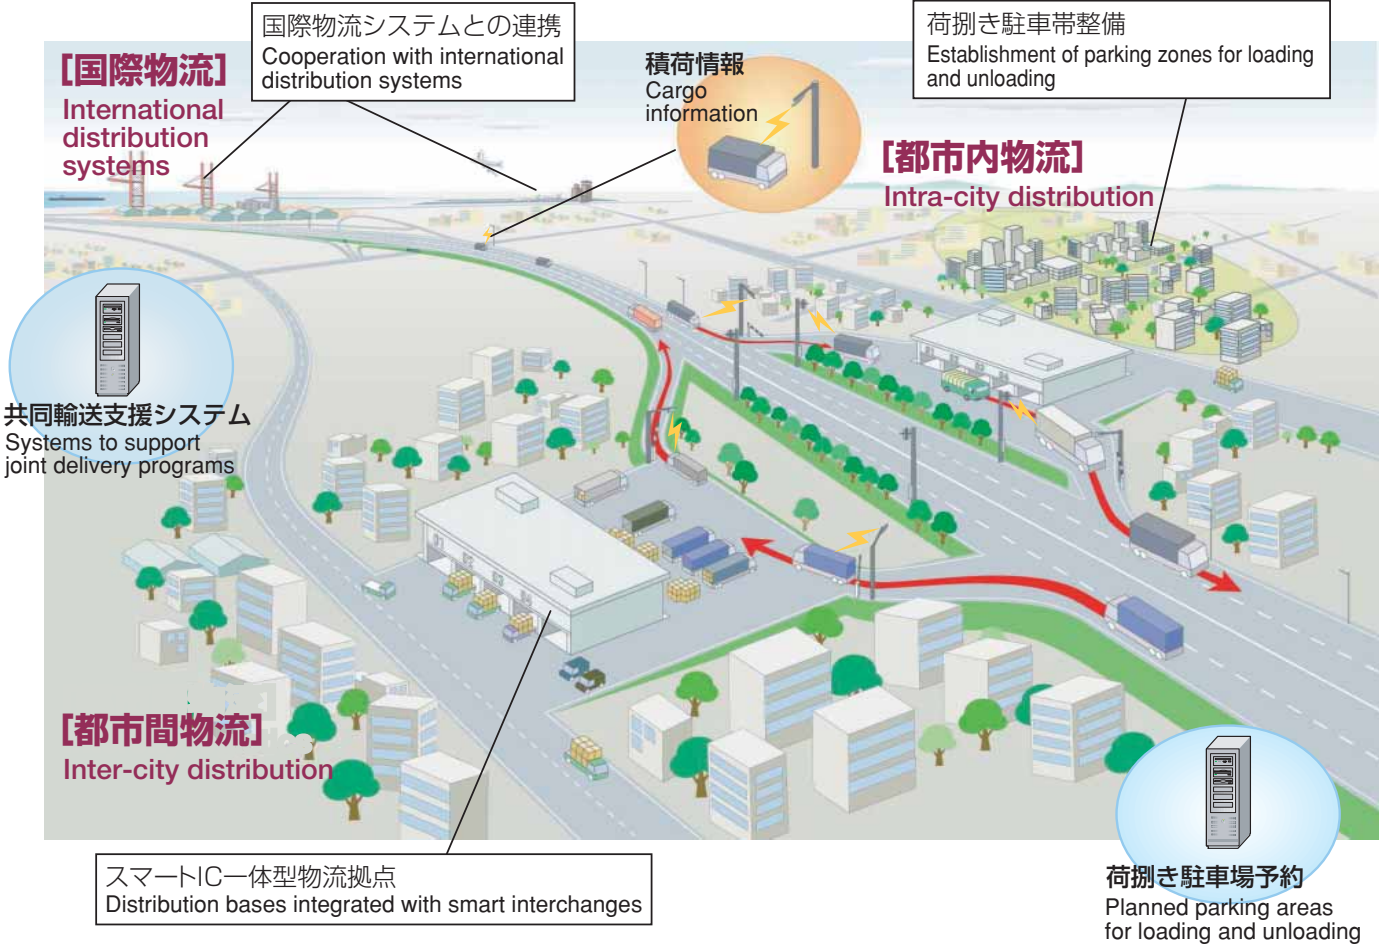 国際物流システムとの連携
Cooperation with international
distribution systems
荷捌き駐車帯整備
Establishment of parking zones for loading
and unloading
[国際物流]
International
distribution
systems
積荷情報
Cargo
information
[都市内物流]
Intra-city distribution
共同輸送支援システム
Systems to support
joint delivery programs
[都市間物流]
Inter-city distribution
スマートIC一体型物流拠点
Distribution bases integrated with smart interchanges
荷捌き駐車場予約
Planned parking areas
for loading and unloading